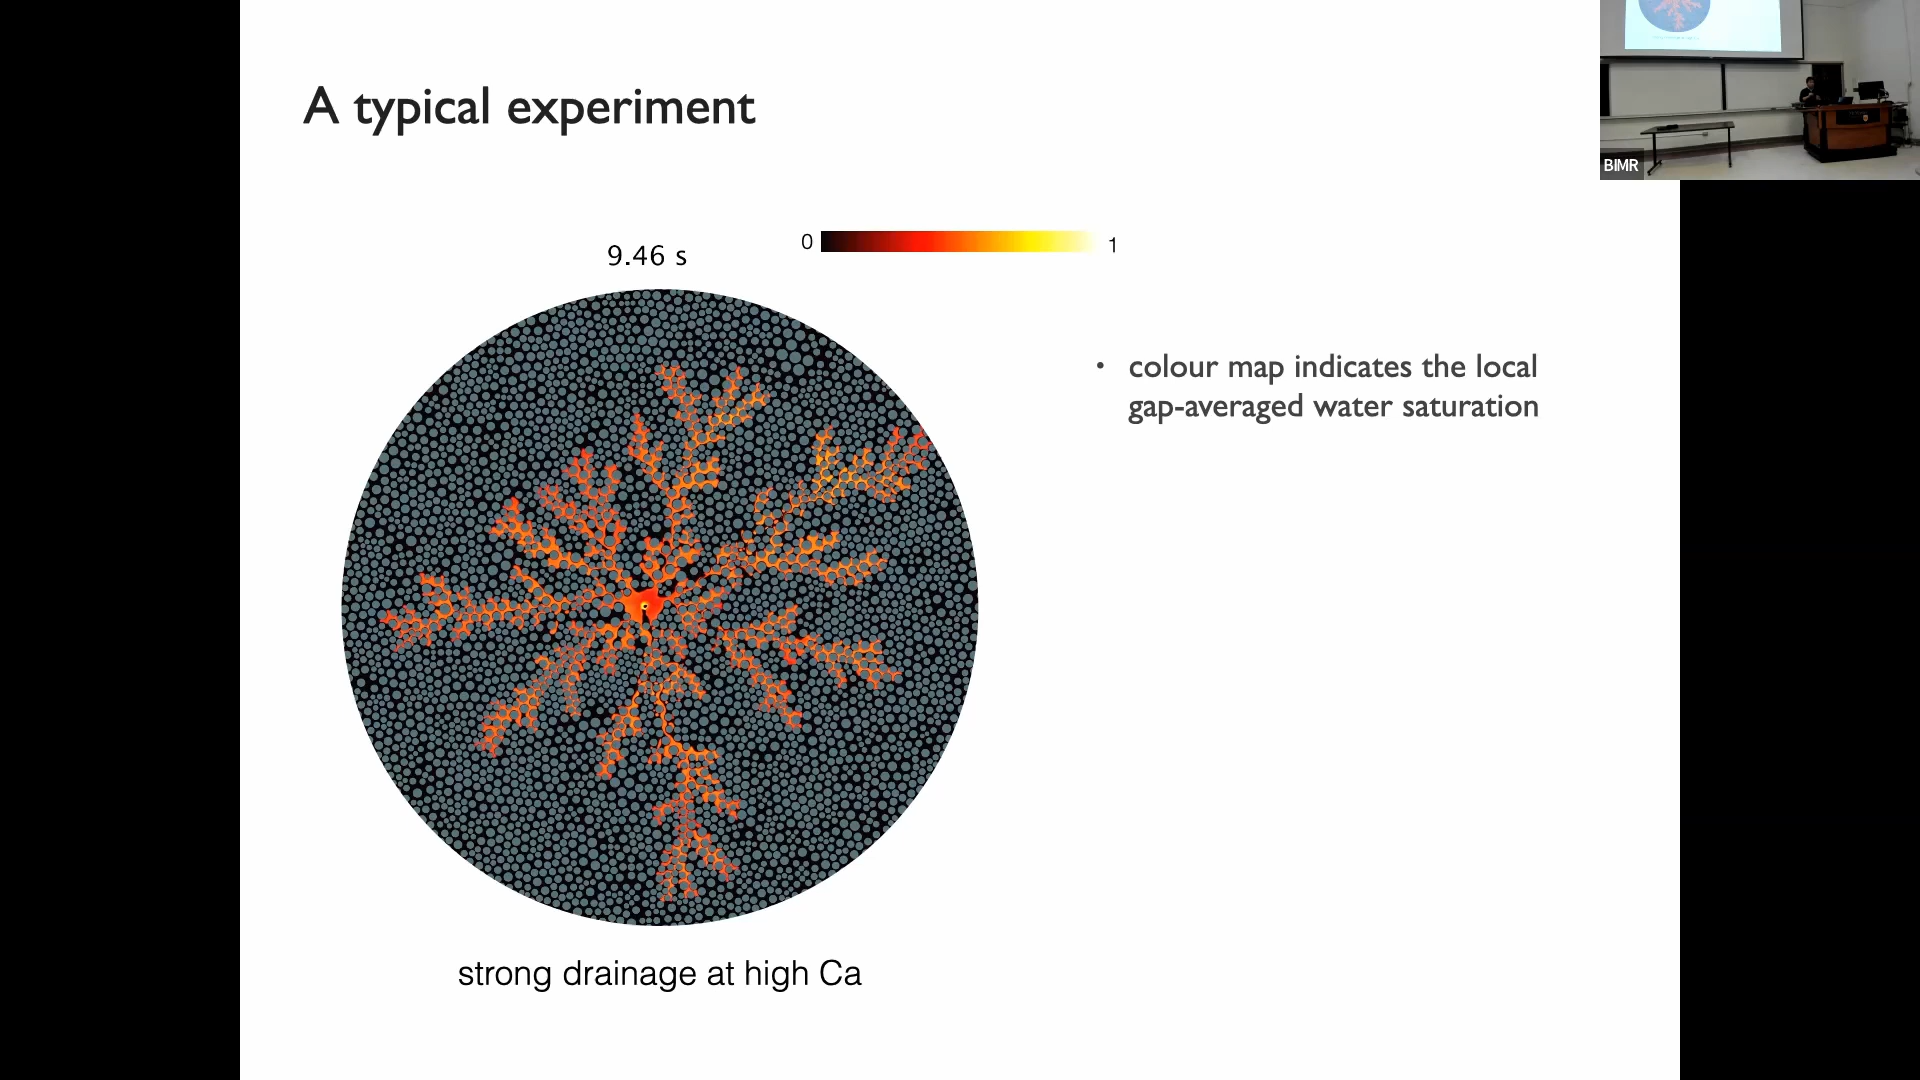 A typical experiment
BIMR
9.46 s
0
1
• colour map indicates the local
gap-averaged water saturation
strong drainage at high Ca